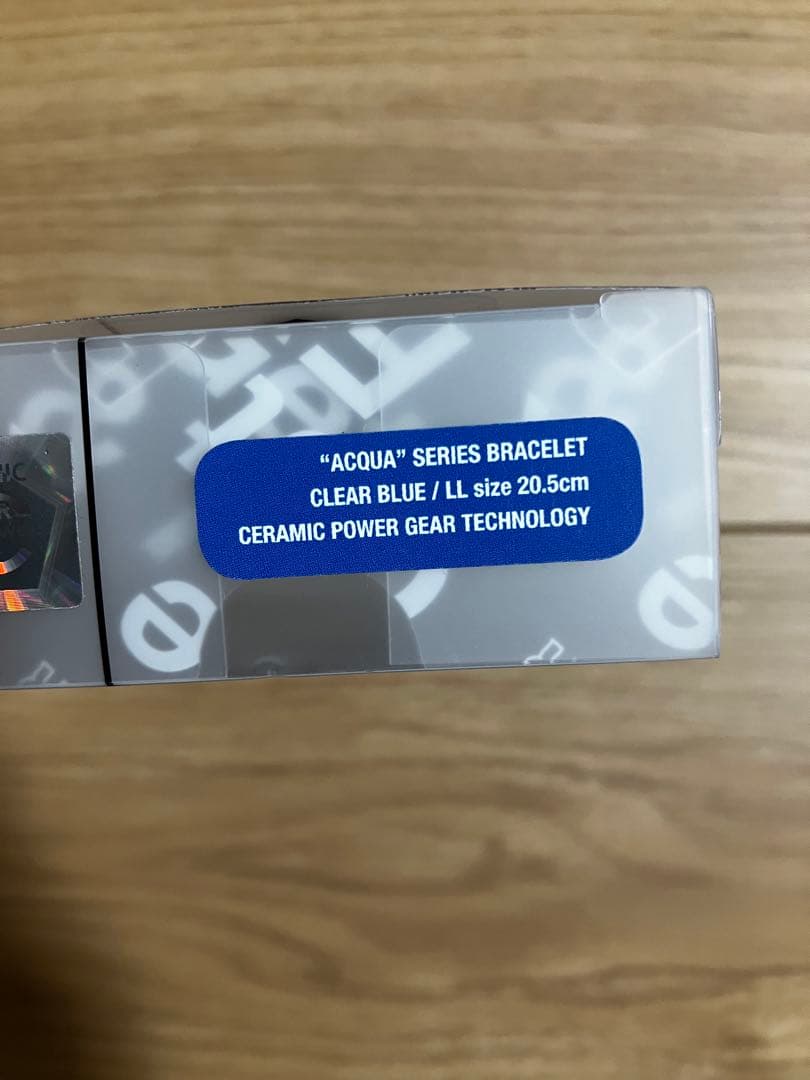 “ACQUA” SERIES BRACELET
CLEAR BLUE / LL size 20.5cm
CERAMIC POWER GEAR TECHNOLOGY